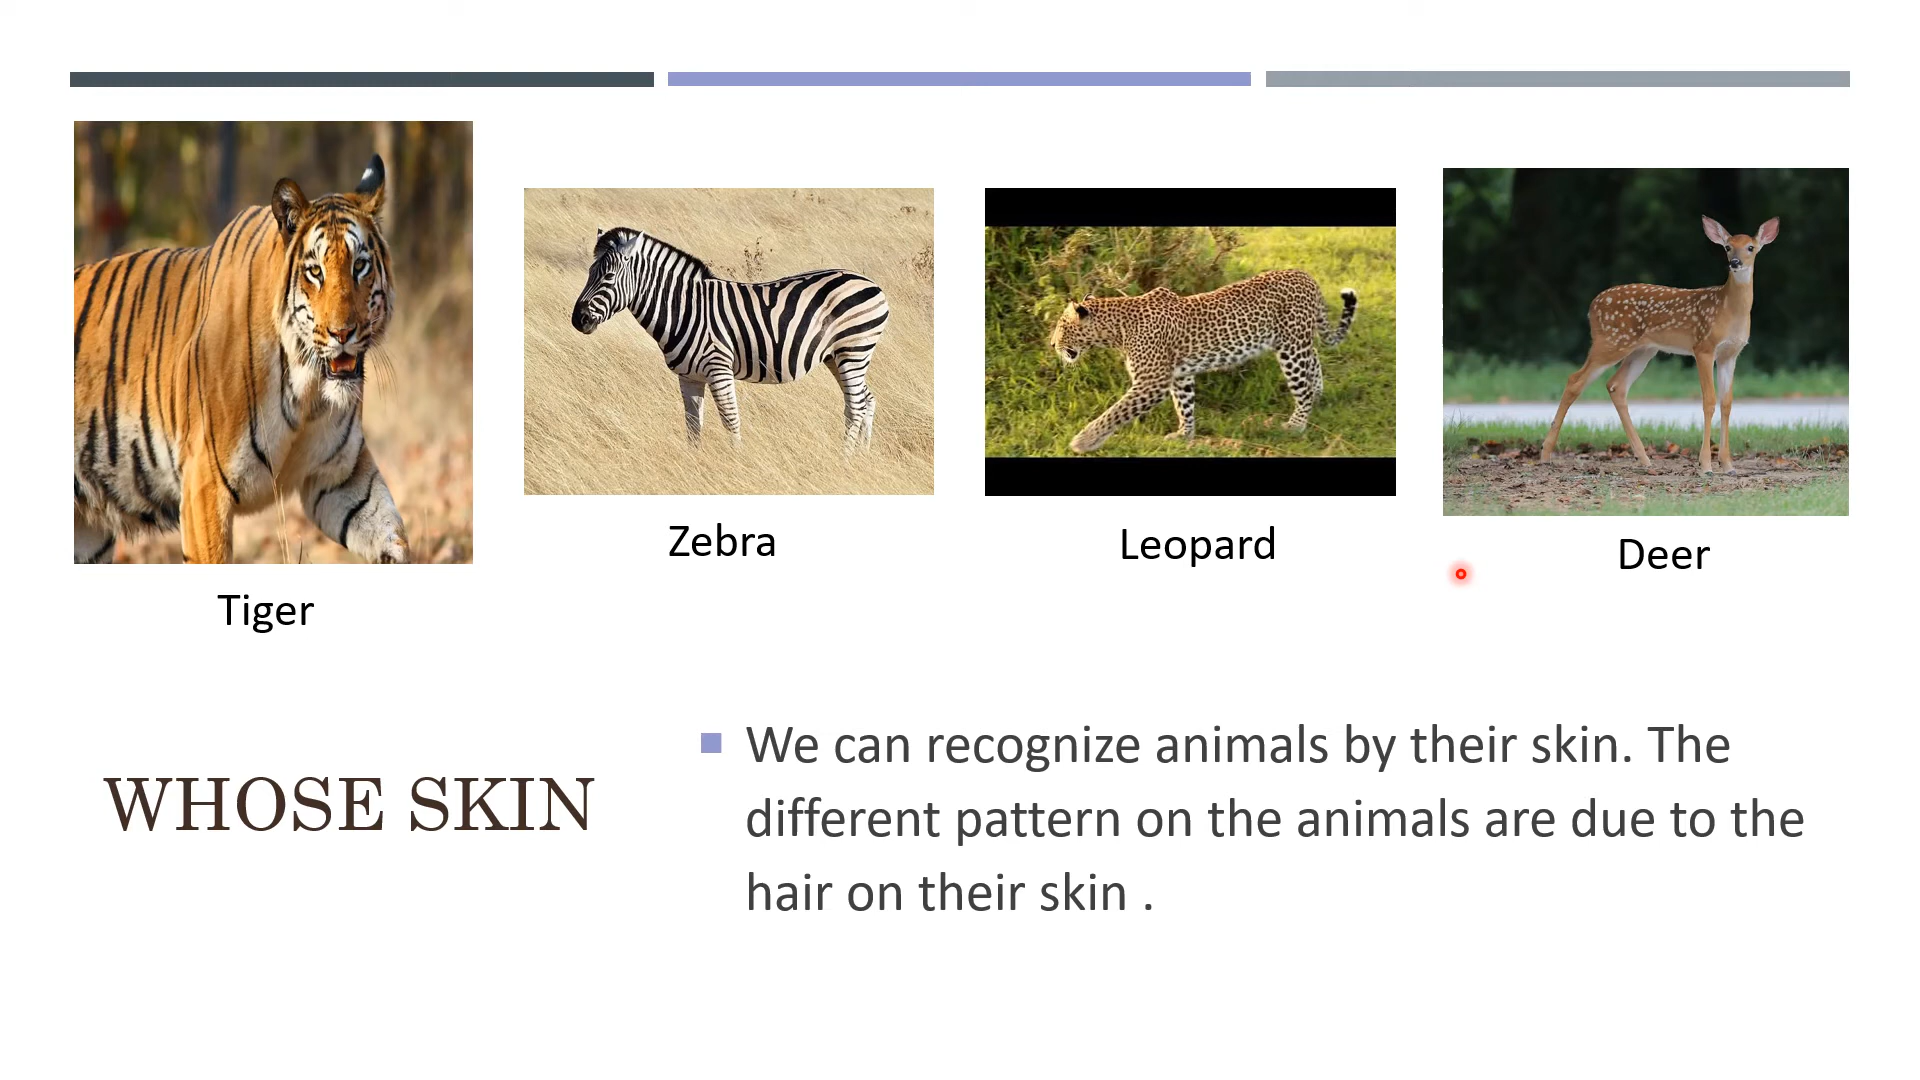 Tiger
Zebra
Leopard
Deer
WHOSE SKIN
We can recognize animals by their skin. The
different pattern on the animals are due to the
hair on their skin .